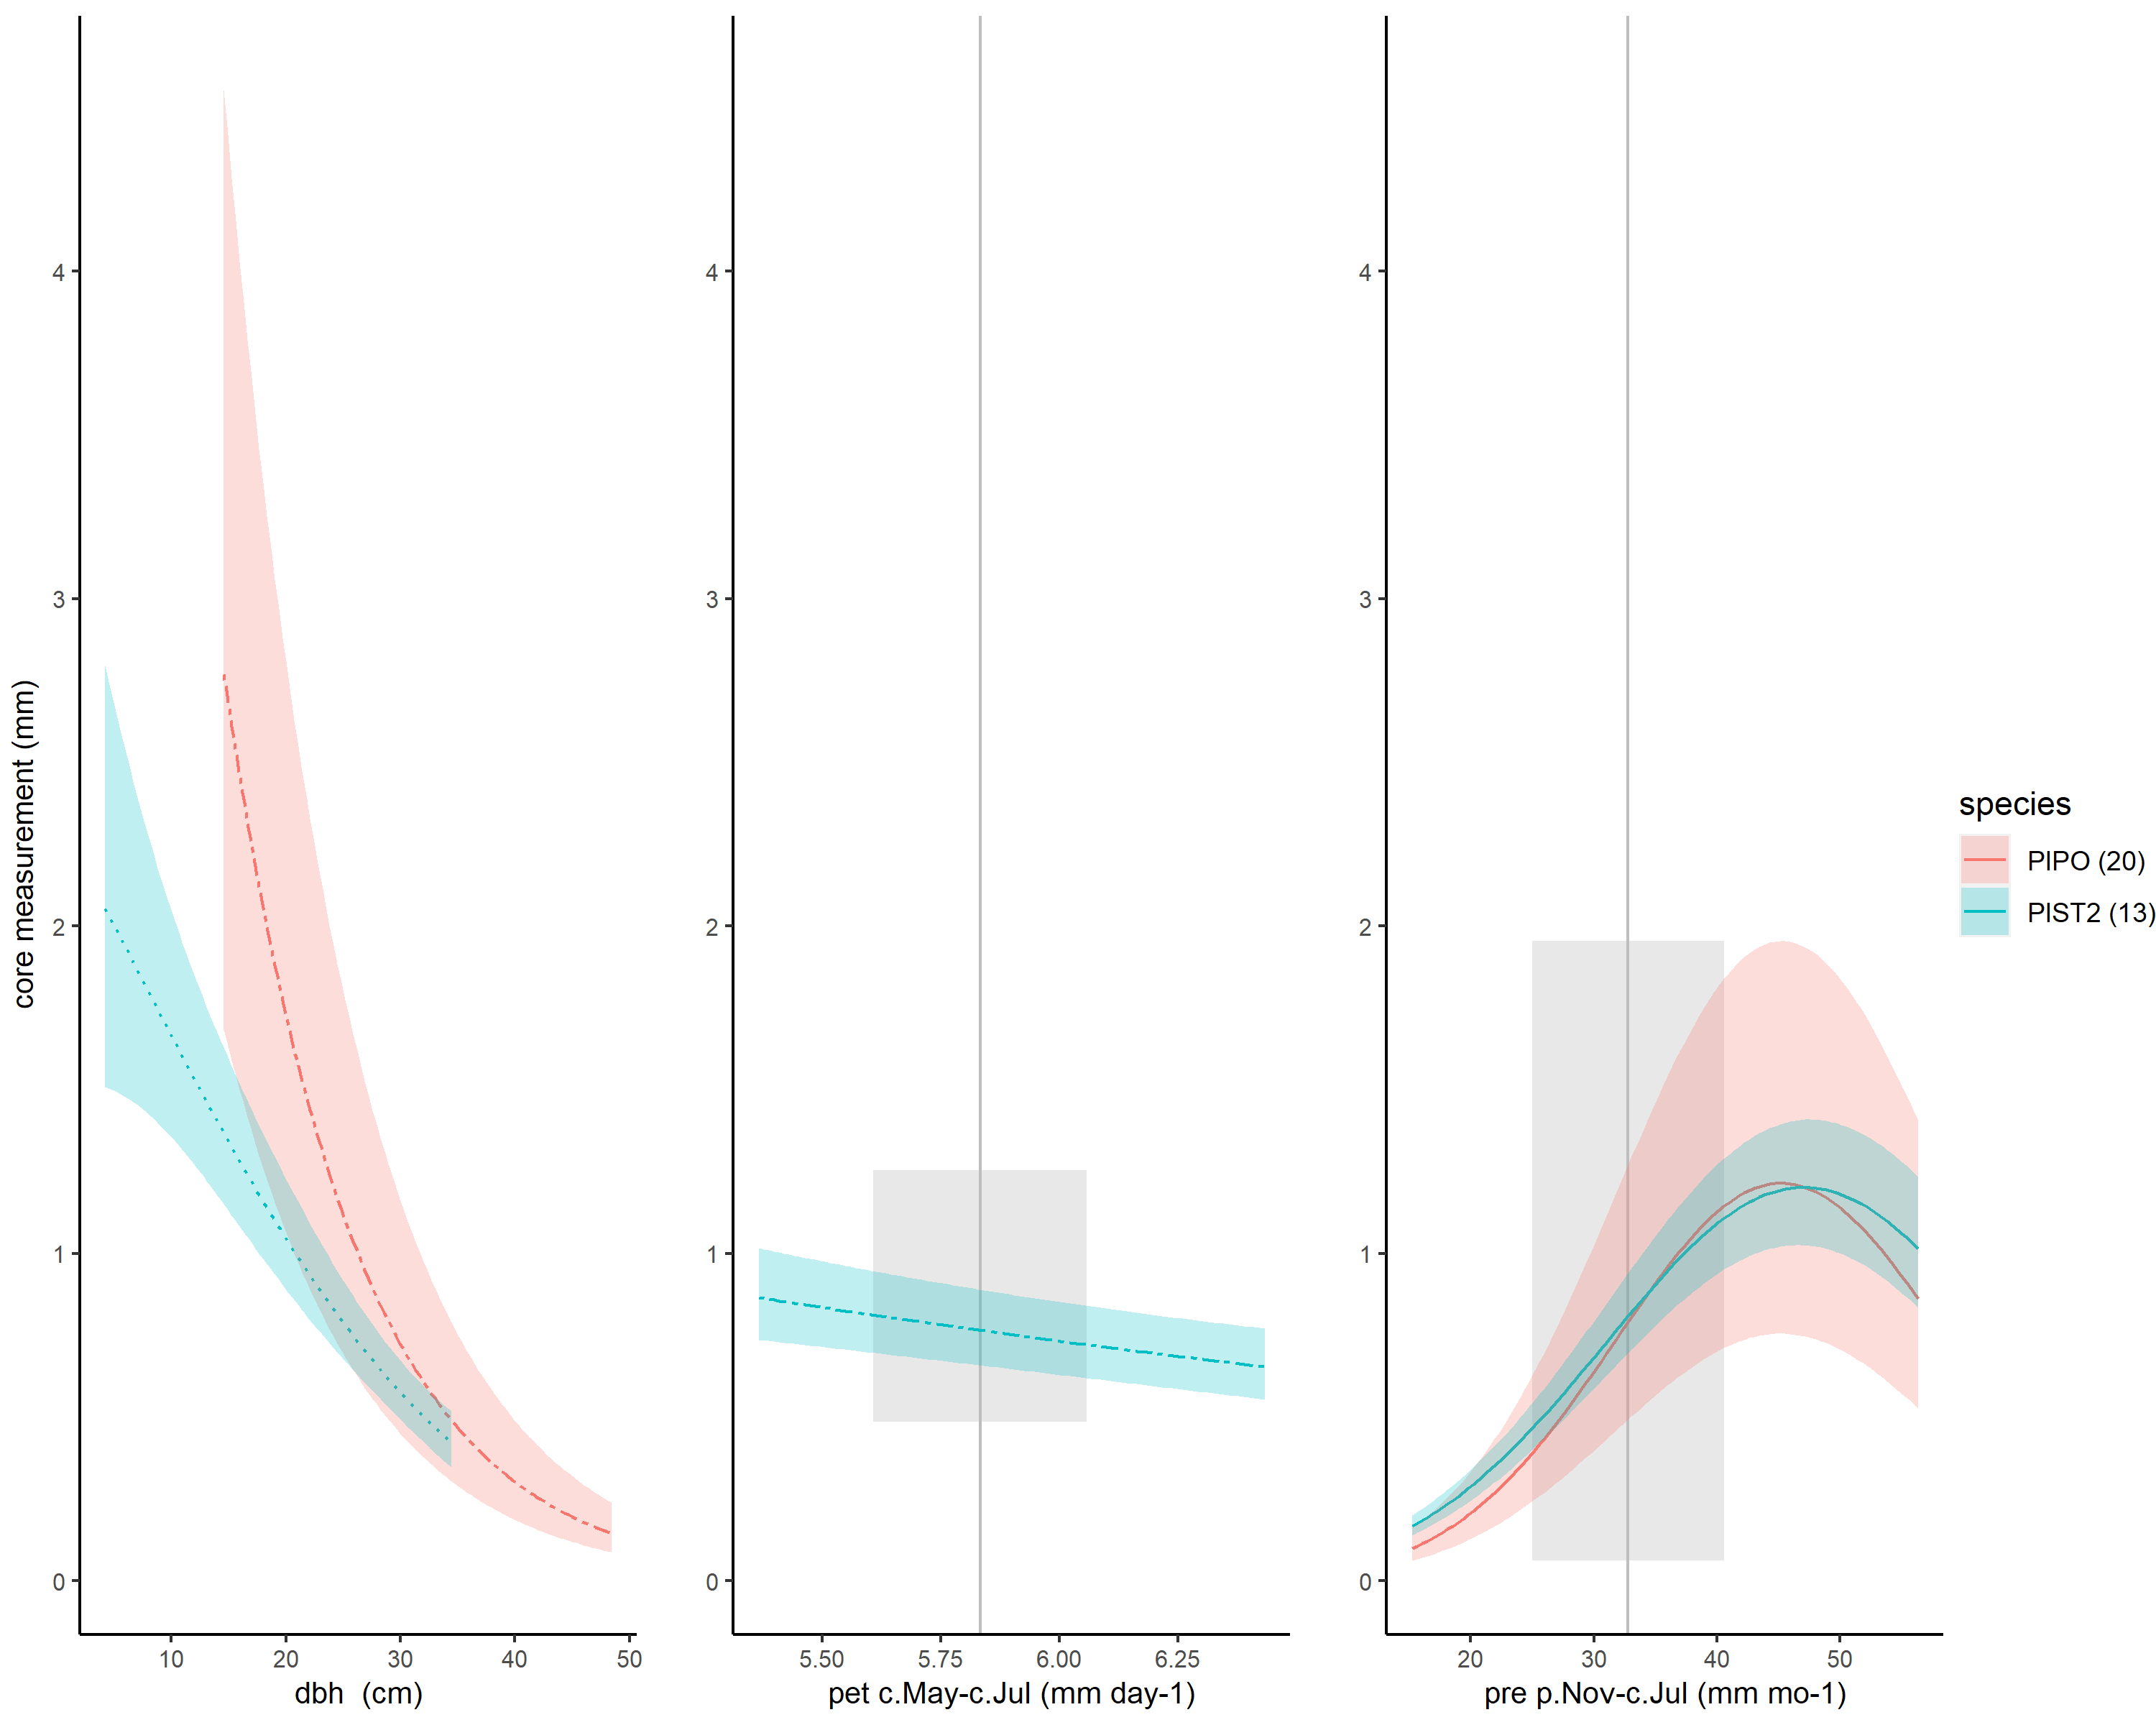 core measurement (mm)
4
3
2
1
0
10 20 30 40 50
dbh  (cm)
4
3
2
1
0
5.50 5.75 6.00 6.25
pet c.May-c.Jul (mm day-1)
4
3
2
1
0
20 30 40 50
pre p.Nov-c.Jul (mm mo-1)
species
PIPO (20)
PIST2 (13)